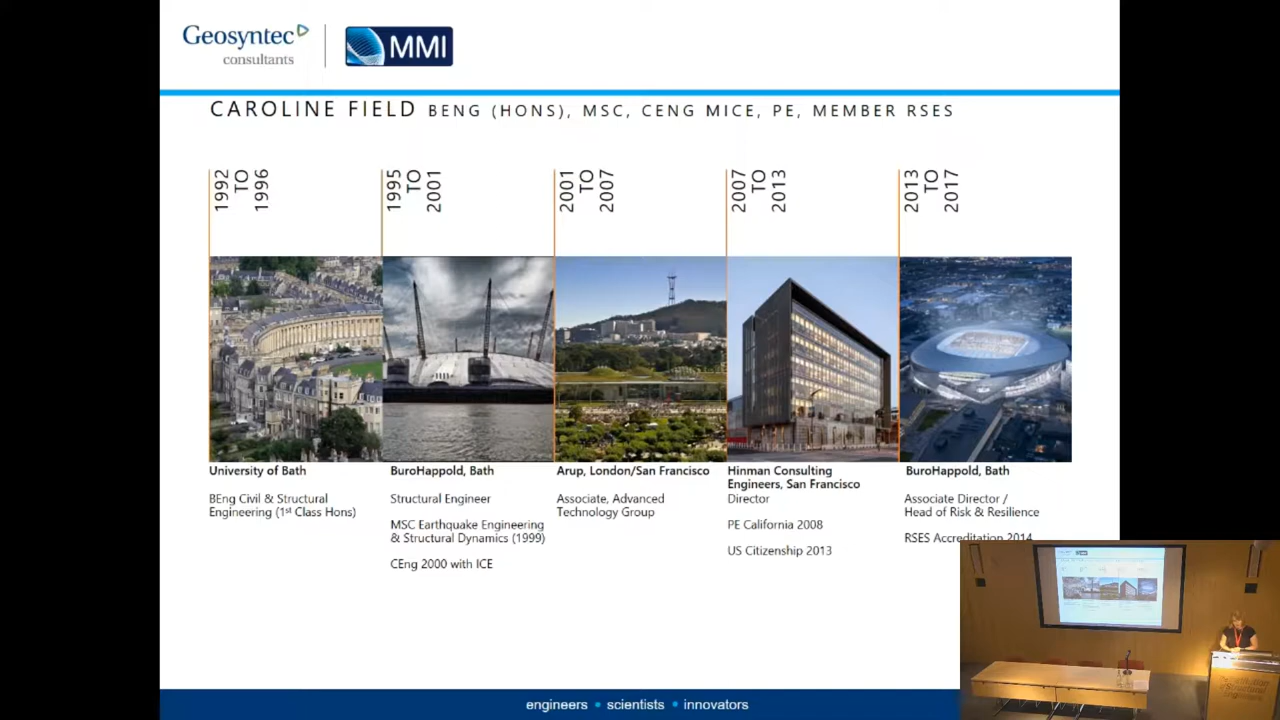 Geosyntec
consultants
MMI
CAROLINE FIELD BENG (HONS), MSC, CENG MICE, PE, MEMBER RSES
1992
TO
1996
1995
TO
2001
2001
TO
2007
2007
TO
2013
2013
TO
2017
University of Bath
BEng Civil & Structural
Engineering (1st Class Hons)
BuroHappold, Bath
Structural Engineer
MSC Earthquake Engineering
& Structural Dynamics (1999)
CEng 2000 with ICE
Arup, London/San Francisco
Associate, Advanced
Technology Group
Hinman Consulting
Engineers, San Francisco
Director
PE California 2008
US Citizenship 2013
BuroHappold, Bath
Associate Director /
Head of Risk & Resilience
RSES Accreditation 2014
engineers • scientists • innovators